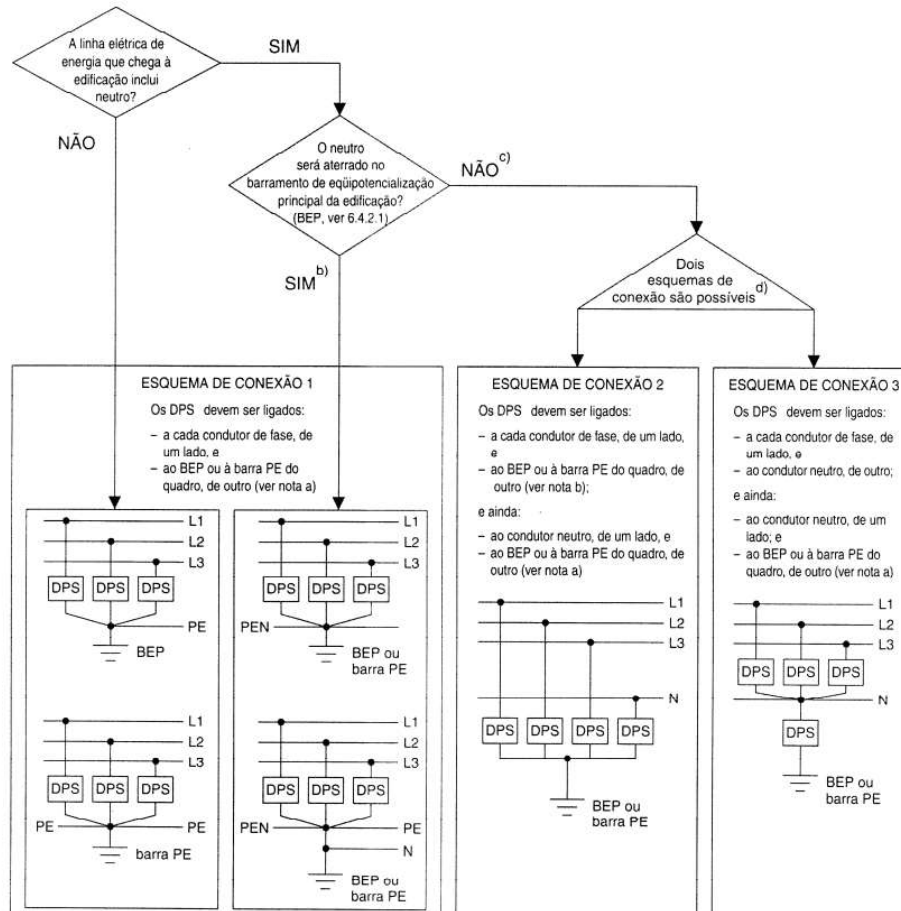 A linha elétrica de
energia que chega à
edificação inclui
neutro?
SIM
NÃO
O neutro
será aterrado no
barramento de eqüipotencialização
principal da edificação?
(BEP, ver 6.4.2.1)
NÃO c)
SIM b)
Dois
esquemas de
conexão são possíveis d)
ESQUEMA DE CONEXÃO 1
Os DPS devem ser ligados:
– a cada condutor de fase, de
um lado, e
– ao BEP ou à barra PE do
quadro, de outro (ver nota a)
L1
L2
L3
DPS DPS DPS
PE
BEP
L1
L2
L3
DPS DPS DPS
PE PE
barra PE
L1
L2
L3
DPS DPS DPS
PEN
BEP ou
barra PE
L1
L2
L3
DPS DPS DPS
PEN PE
N
BEP ou
barra PE
ESQUEMA DE CONEXÃO 2
Os DPS devem ser ligados:
– a cada condutor de fase, de um lado,
e
– ao BEP ou à barra PE do quadro, de
outro (ver nota b);
e ainda:
– ao condutor neutro, de um lado, e
– ao BEP ou à barra PE do quadro, de
outro (ver nota a)
L1
L2
L3
N
DPS DPS DPS DPS
BEP ou
barra PE
ESQUEMA DE CONEXÃO 3
Os DPS devem ser ligados:
– a cada condutor de fase, de
um lado, e
– ao condutor neutro, de outro;
e ainda:
– ao condutor neutro, de um
lado; e
– ao BEP ou à barra PE do
quadro, de outro (ver nota a)
L1
L2
L3
DPS DPS DPS
N
DPS
BEP ou
barra PE